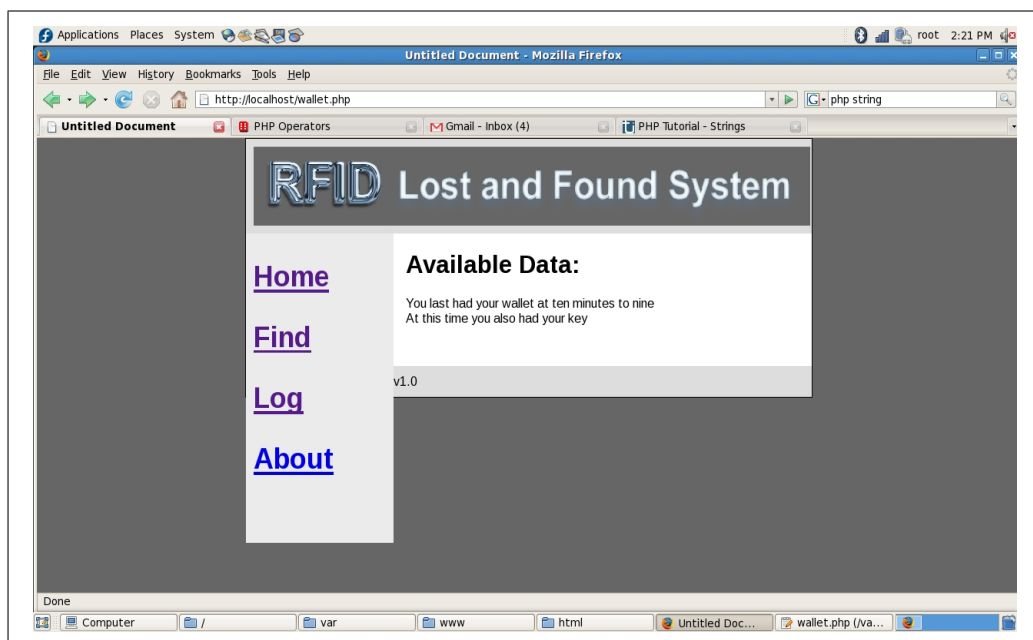 Applications Places System root 2:21 PM
Untitled Document - Mozilla Firefox
File Edit View History Bookmarks Tools Help
http://localhost/wallet.php G php string
Untitled Document PHP Operators Gmail - Inbox (4) PHP Tutorial - Strings
RFID Lost and Found System
Home
Find
Log
About
Available Data:
You last had your wallet at ten minutes to nine
At this time you also had your key
v1.0
Done
Computer / var www html Untitled Doc... wallet.php (/va...